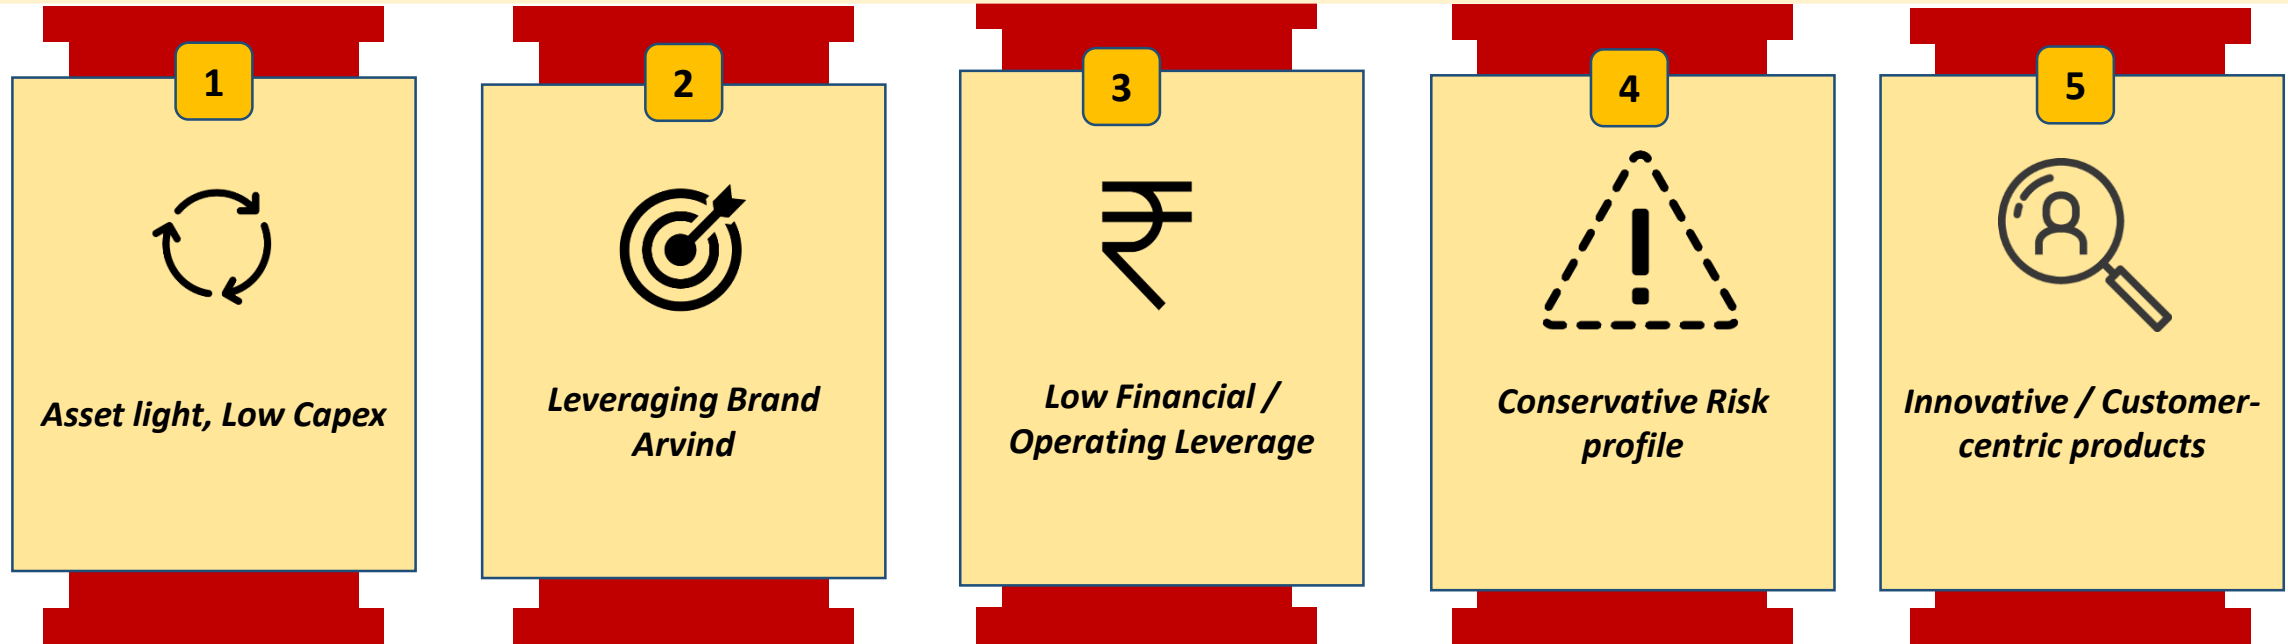 1
Asset light, Low Capex
2
Leveraging Brand
Arvind
3
₹
Low Financial /
Operating Leverage
4
!
Conservative Risk
profile
5
Innovative / Customer-
centric products